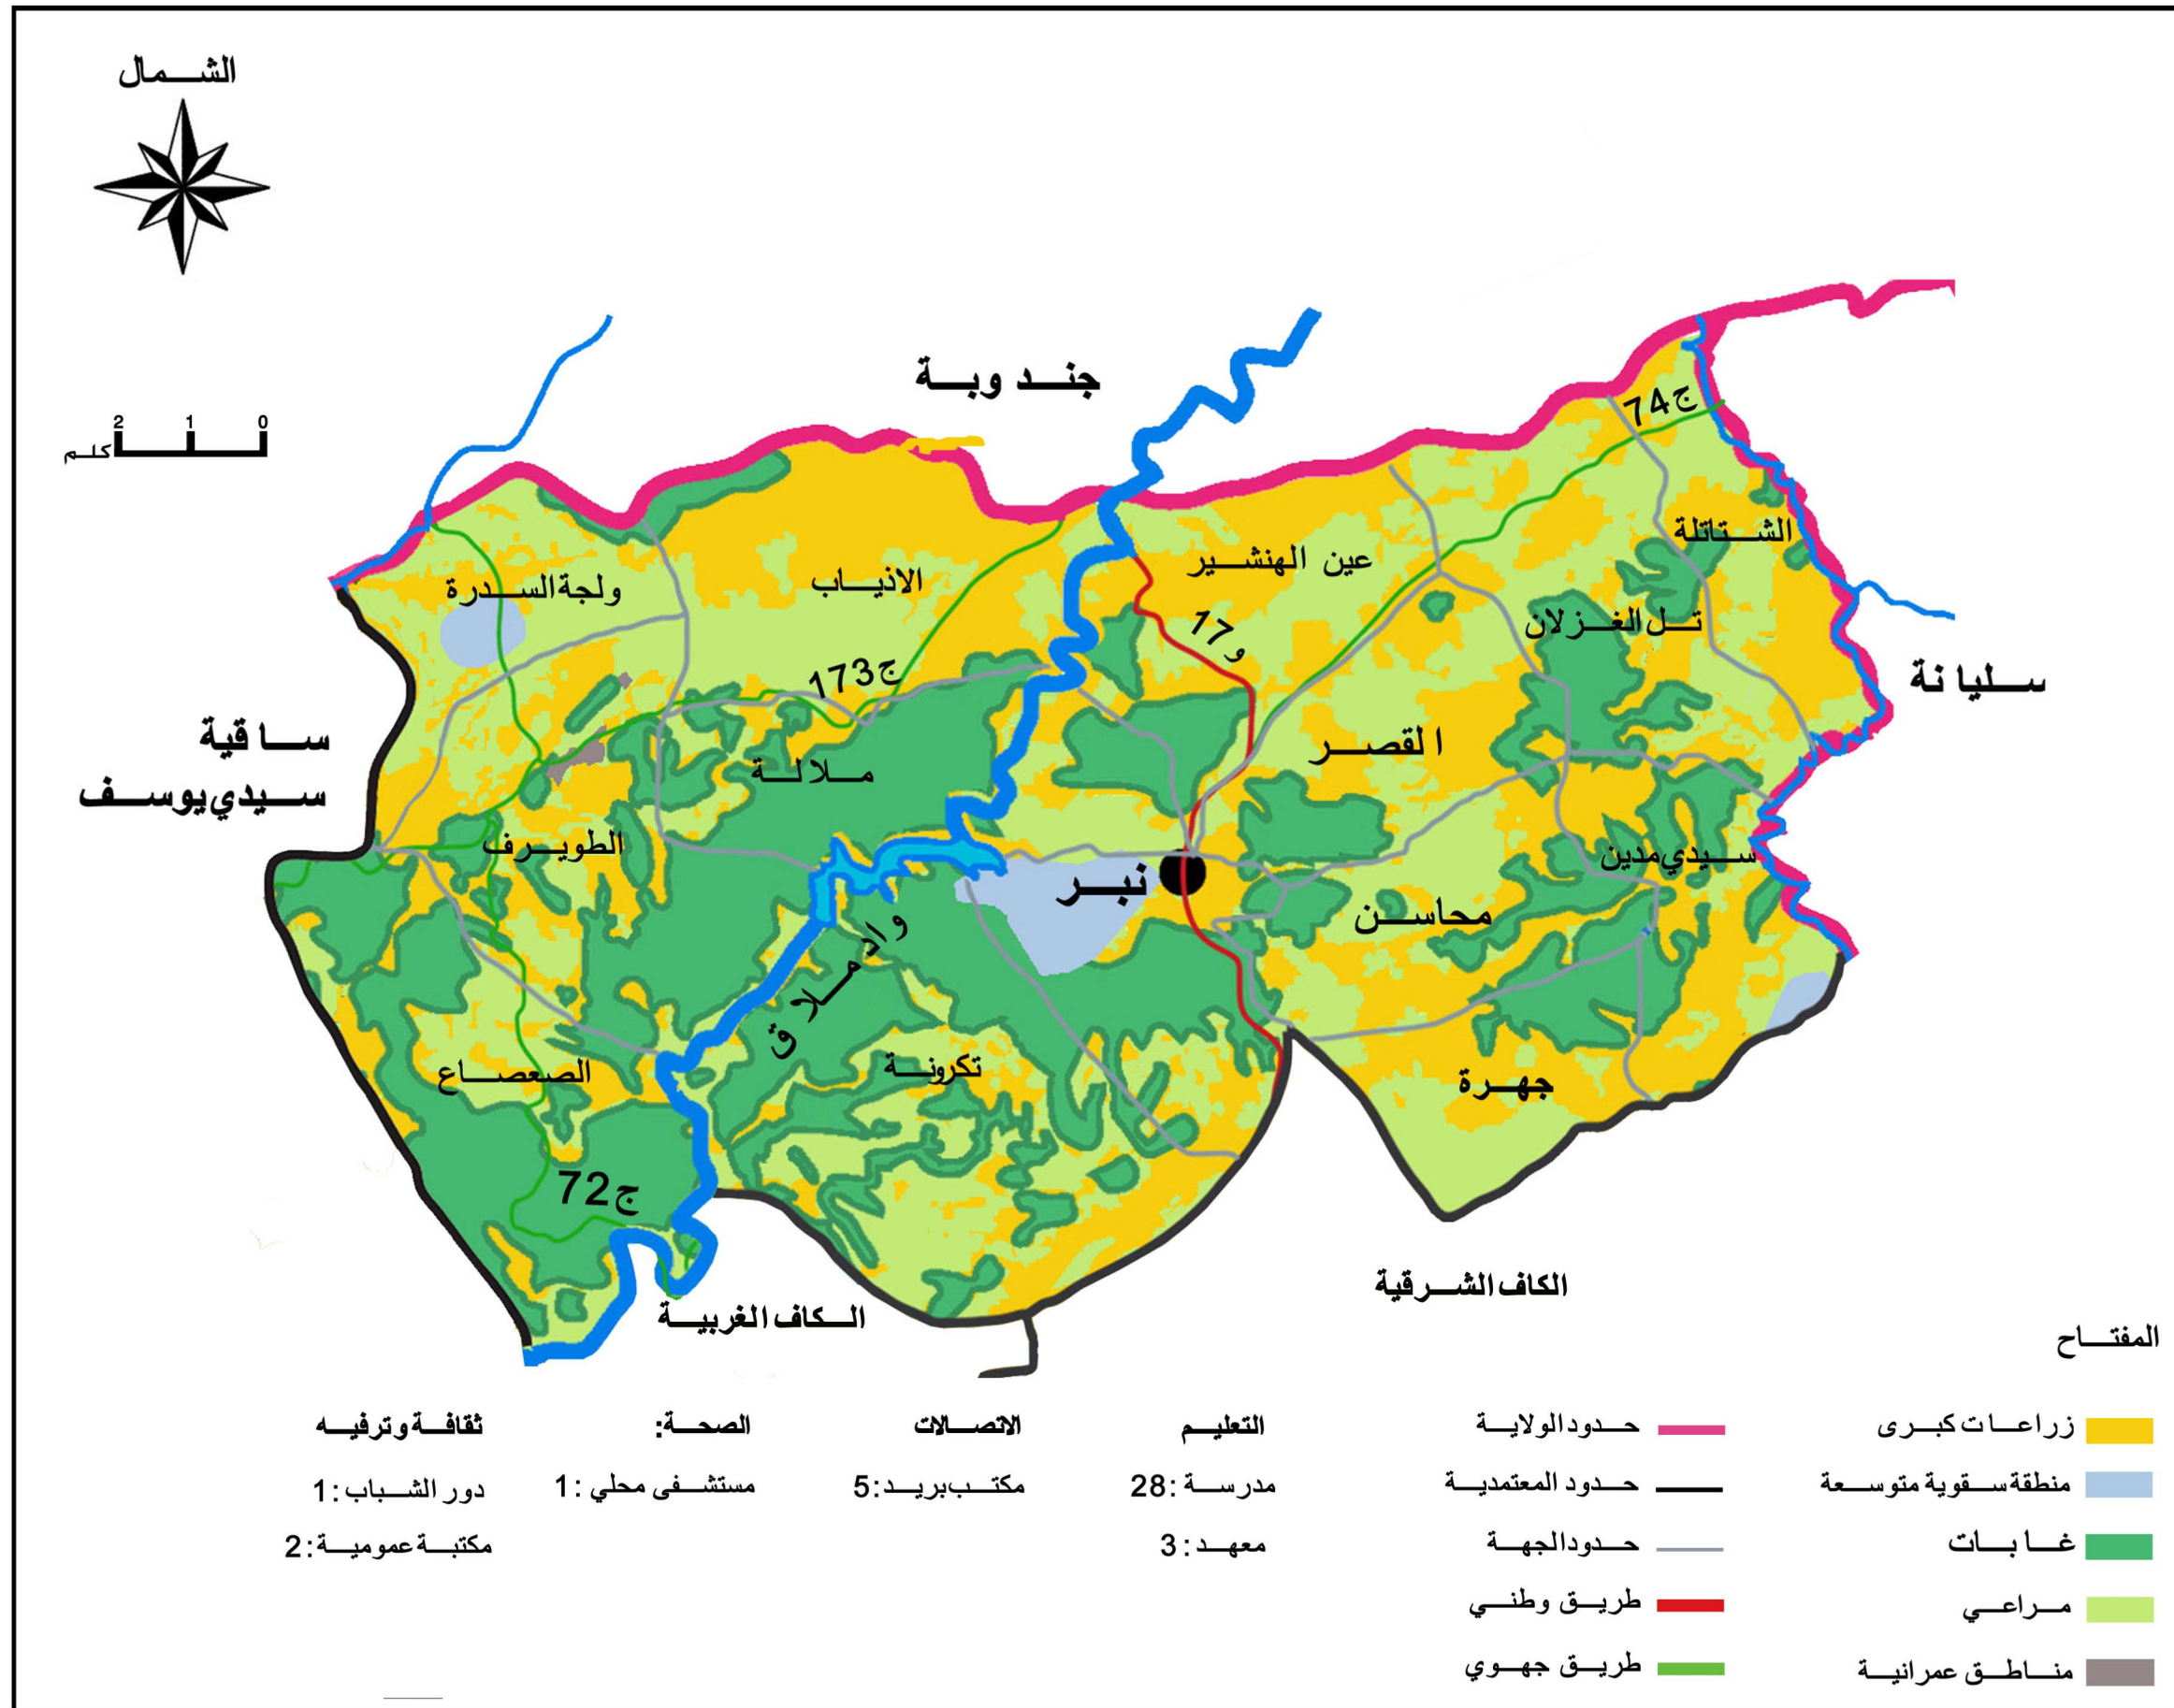 الشمال
جندوبة
2 1 0
كلم
ج74
الشتاتلة
عين الهنشير
ولجة السدرة
الاذياب
تل الغزلان
و17
ج173
سليانة
ساقية
سيدي يوسف
القصر
ملالة
الطويرف
سيدي مدين
نبر
محاسن
واد ملاق
الصعصاع
تكرونة
جهرة
ج72
الكاف الشرقية
الكاف الغربية
المفتاح
زراعات كبرى
منطقة سقوية متوسعة
غابات
مراعي
مناطق عمرانية
حدود الولاية
حدود المعتمدية
حدود الجهة
طريق وطني
طريق جهوي
التعليم
مدرسة :28
معهد : 3
الاتصالات
مكتب بريد :5
الصحة:
مستشفى محلي :1
ثقافة وترفيه
دور الشباب :1
مكتبة عمومية :2